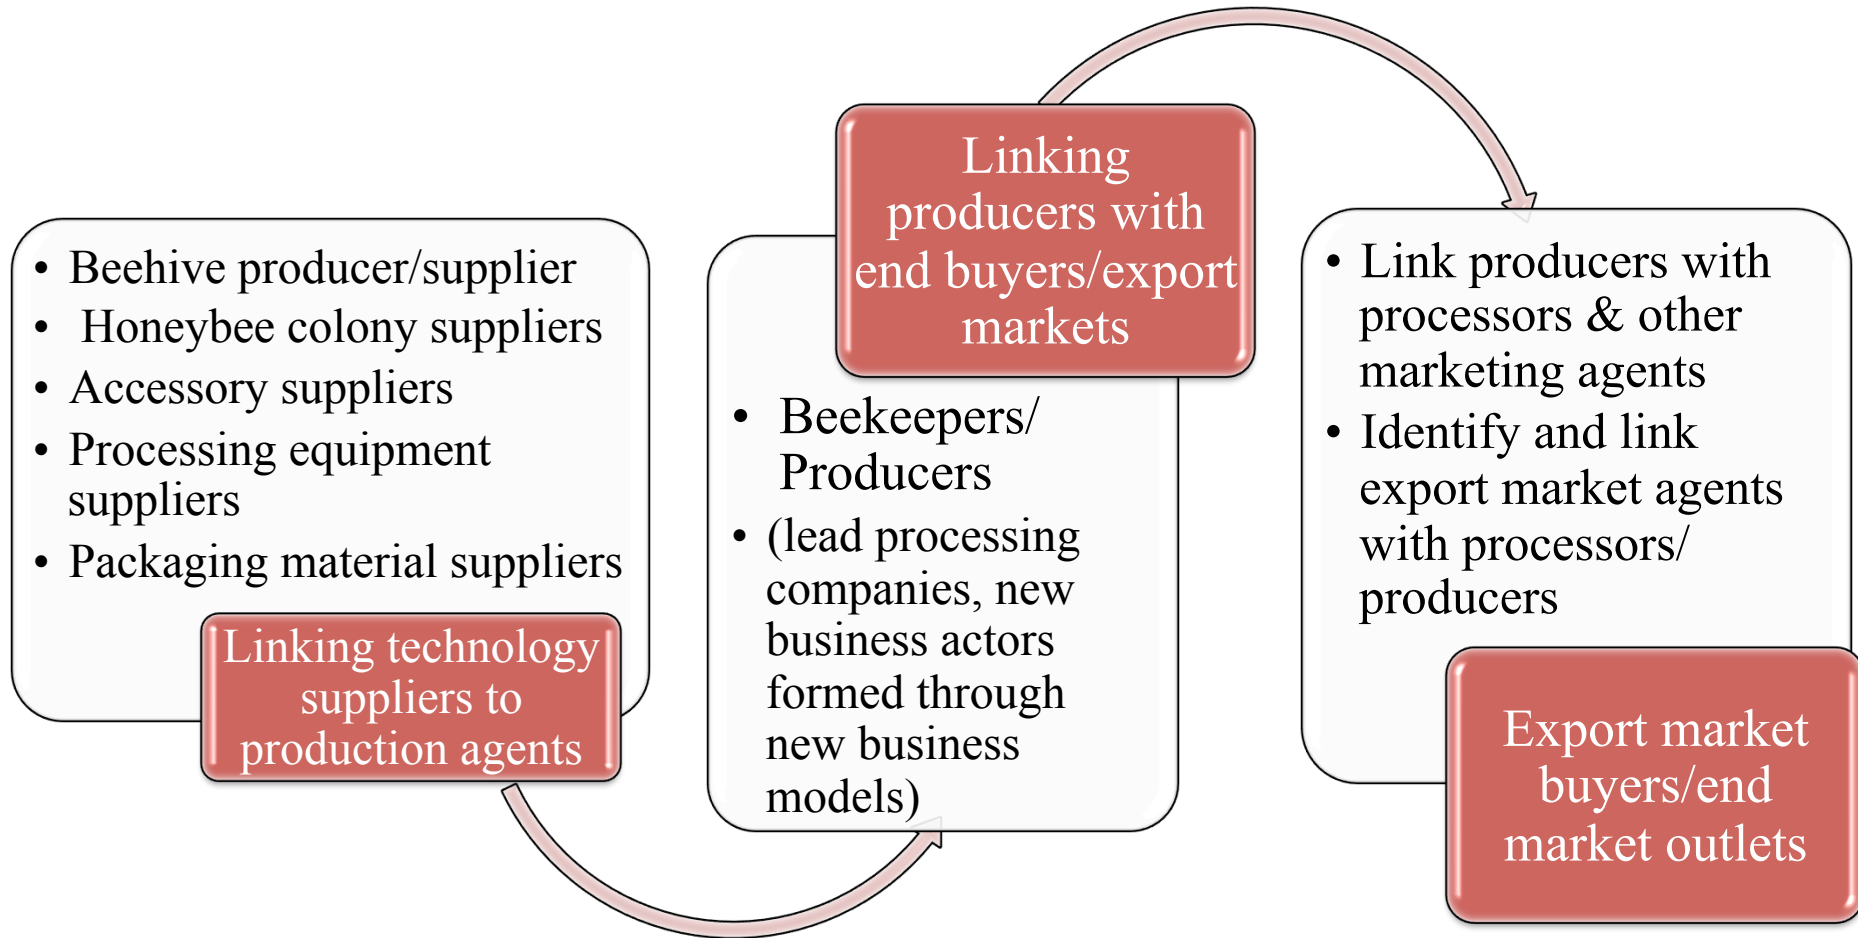 • Beehive producer/supplier
• Honeybee colony suppliers
• Accessory suppliers
• Processing equipment
suppliers
• Packaging material suppliers
Linking technology
suppliers to
production agents
Linking
producers with
end buyers/export
markets
• Beekeepers/
Producers
• (lead processing
companies, new
business actors
formed through
new business
models)
• Link producers with
processors & other
marketing agents
• Identify and link
export market agents
with processors/
producers
Export market
buyers/end
market outlets